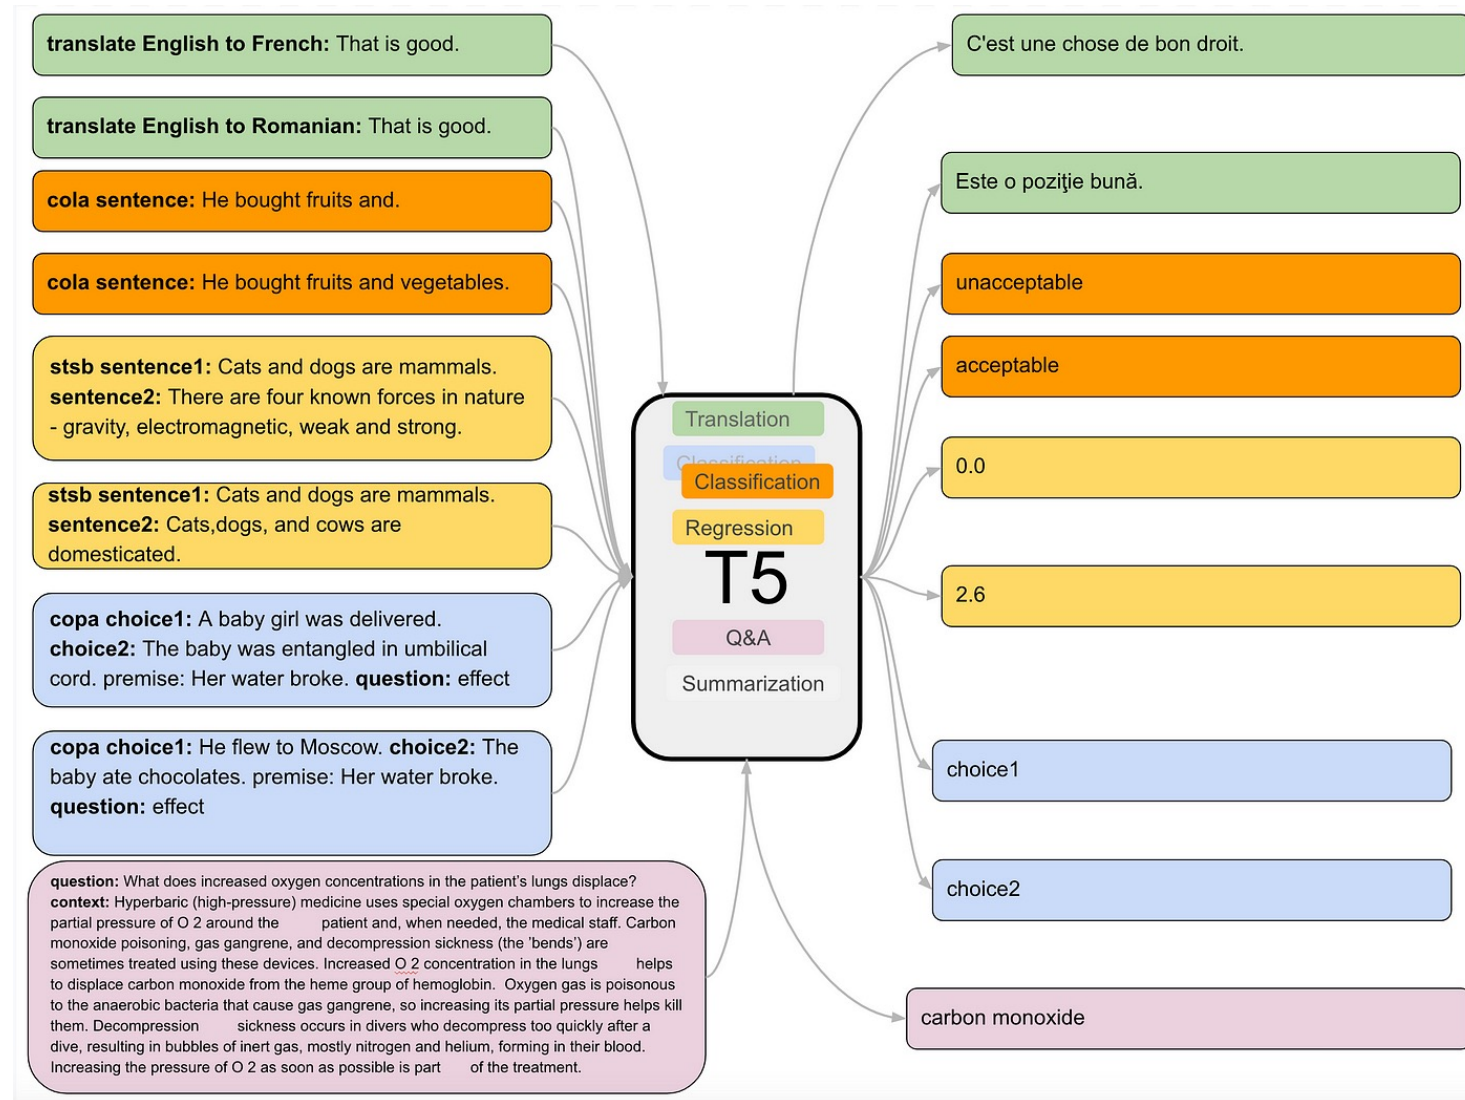 translate English to French: That is good.
translate English to Romanian: That is good.
cola sentence: He bought fruits and.
cola sentence: He bought fruits and vegetables.
stsb sentence1: Cats and dogs are mammals.
sentence2: There are four known forces in nature
- gravity, electromagnetic, weak and strong.
stsb sentence1: Cats and dogs are mammals.
sentence2: Cats,dogs, and cows are
domesticated.
copa choice1: A baby girl was delivered.
choice2: The baby was entangled in umbilical
cord. premise: Her water broke. question: effect
copa choice1: He flew to Moscow. choice2: The
baby ate chocolates. premise: Her water broke.
question: effect
question: What does increased oxygen concentrations in the patient's lungs displace?
context: Hyperbaric (high-pressure) medicine uses special oxygen chambers to increase the
partial pressure of O 2 around the patient and, when needed, the medical staff. Carbon
monoxide poisoning, gas gangrene, and decompression sickness (the 'bends') are
sometimes treated using these devices. Increased O 2 concentration in the lungs helps
to displace carbon monoxide from the heme group of hemoglobin. Oxygen gas is poisonous
to the anaerobic bacteria that cause gas gangrene, so increasing its partial pressure helps kill
them. Decompression sickness occurs in divers who decompress too quickly after a
dive, resulting in bubbles of inert gas, mostly nitrogen and helium, forming in their blood.
Increasing the pressure of O 2 as soon as possible is part of the treatment.
Translation
Classification
Classification
Regression
T5
Q&A
Summarization
C'est une chose de bon droit.
Este o poziţie bună.
unacceptable
acceptable
0.0
2.6
choice1
choice2
carbon monoxide